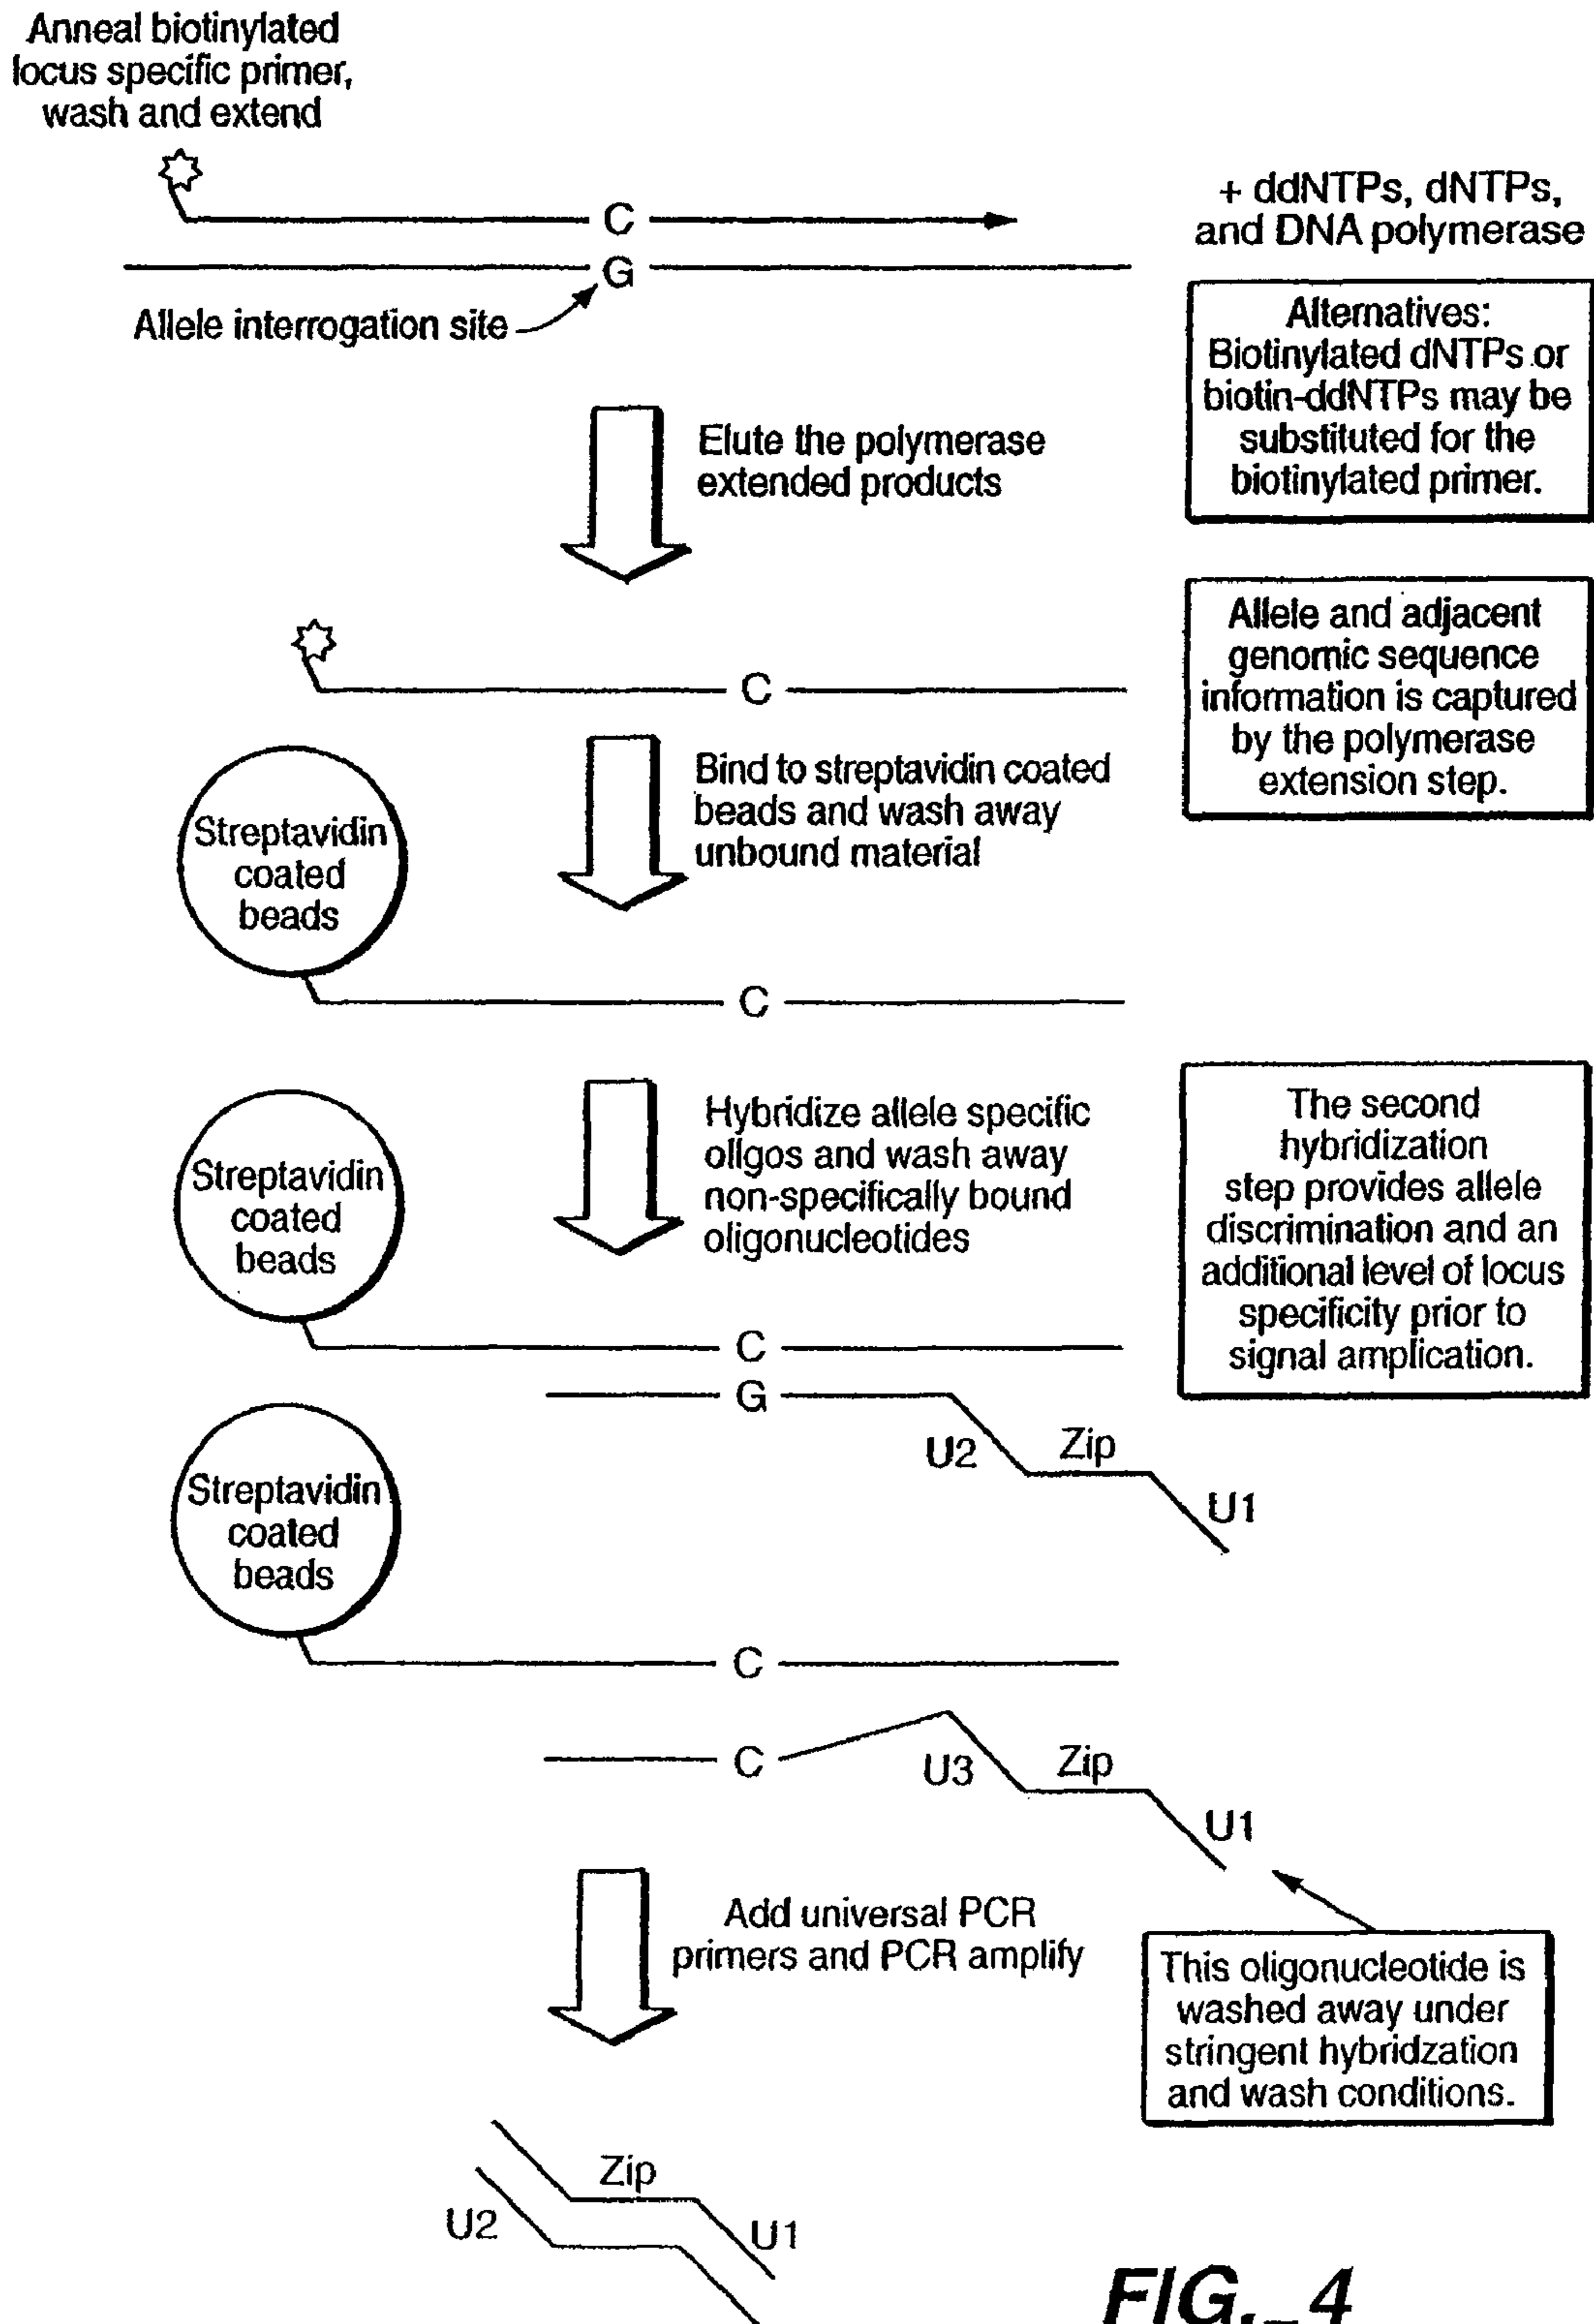 Anneal biotinylated
locus specific primer,
wash and extend
C
+ ddNTPs, dNTPs,
and DNA polymerase
G
Allele interrogation site
Alternatives:
Biotinylated dNTPs or
biotin-ddNTPs may be
substituted for the
biotinylated primer.
Elute the polymerase
extended products
C
Allele and adjacent
genomic sequence
information is captured
by the polymerase
extension step.
Bind to streptavidin coated
beads and wash away
unbound material
Streptavidin
coated
beads
C
Hybridize allele specific
oligos and wash away
non-specifically bound
oligonucleotides
The second
hybridization
step provides allele
discrimination and an
additional level of locus
specificity prior to
signal amplication.
Streptavidin
coated
beads
C
G
U2
Zip
U1
Streptavidin
coated
beads
C
C
U3
Zip
U1
Add universal PCR
primers and PCR amplify
This oligonucleotide is
washed away under
stringent hybridzation
and wash conditions.
Zip
U2
U1
FIG._4